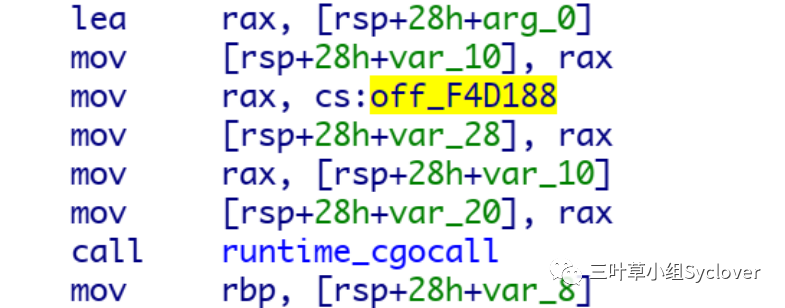 lea rax, [rsp+28h+arg_0]
mov [rsp+28h+var_10], rax
mov rax, cs:off_F4D188
mov [rsp+28h+var_28], rax
mov rax, [rsp+28h+var_10]
mov [rsp+28h+var_20], rax
call runtime_cgocall
mov rbp, [rsp+28h+var_8]
三叶草小组Syclover